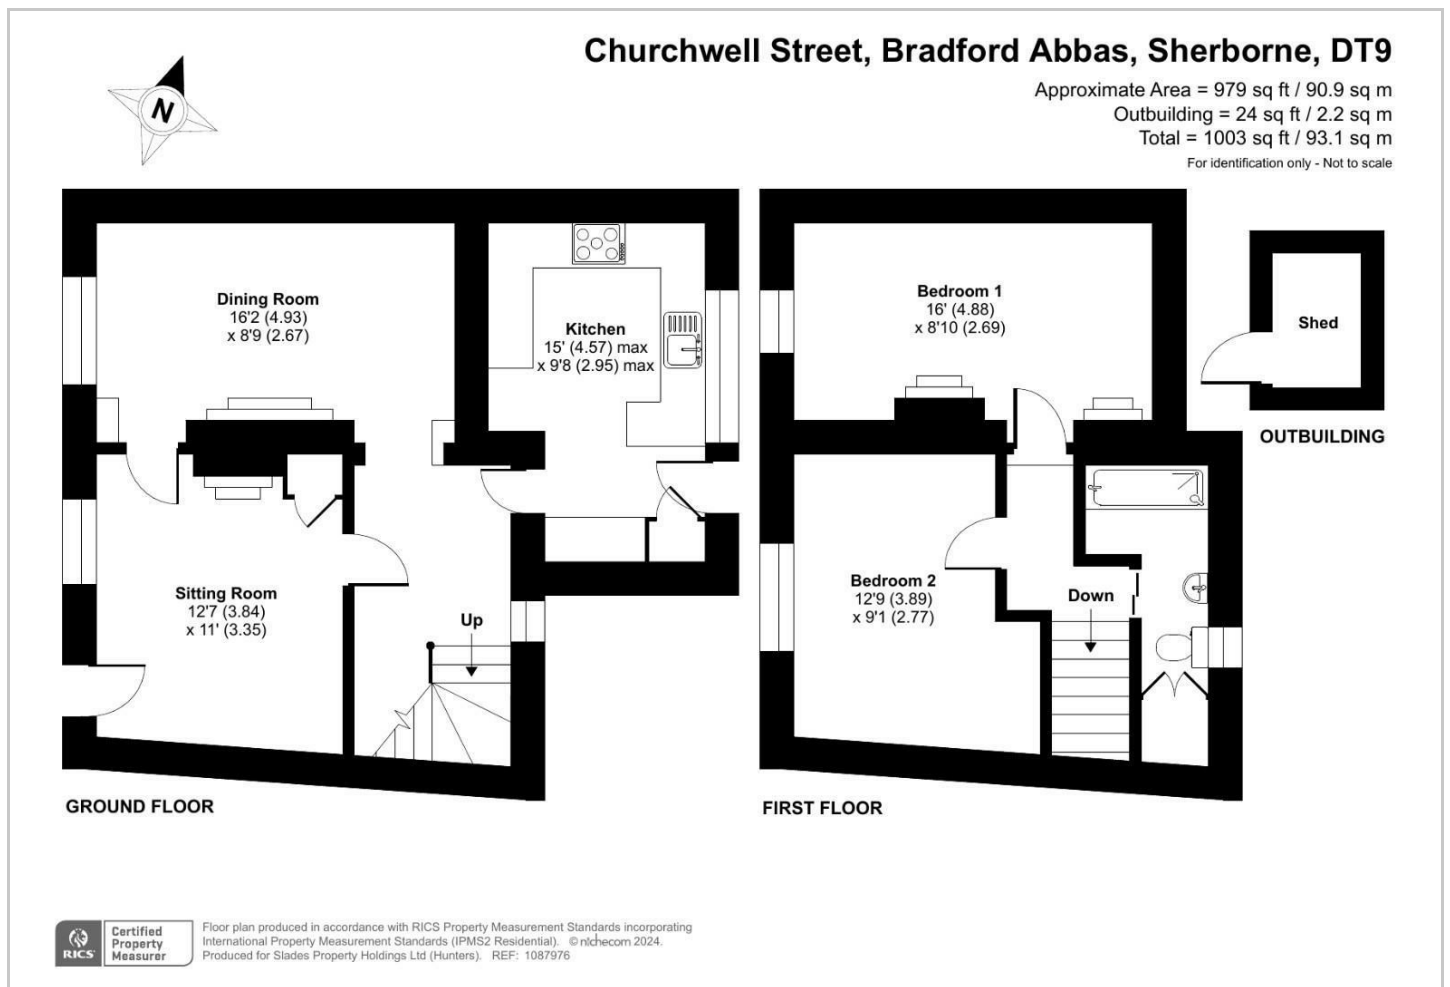 Churchwell Street, Bradford Abbas, Sherborne, DT9
Approximate Area = 979 sq ft / 90.9 sq m
Outbuilding = 24 sq ft / 2.2 sq m
Total = 1003 sq ft / 93.1 sq m
For identification only - Not to scale
N
Dining Room
16'2 (4.93)
x 8'9 (2.67)
Kitchen
15' (4.57) max
x 9'8 (2.95) max
Sitting Room
12'7 (3.84)
x 11' (3.35)
Up
GROUND FLOOR
Bedroom 1
16' (4.88)
x 8'10 (2.69)
Bedroom 2
12'9 (3.89)
x 9'1 (2.77)
Down
FIRST FLOOR
Shed
OUTBUILDING
RICS
Certified
Property
Measurer
Floor plan produced in accordance with RICS Property Measurement Standards incorporating
International Property Measurement Standards (IPMS2 Residential). © nichecom 2024.
Produced for Slades Property Holdings Ltd (Hunters). REF: 1087976